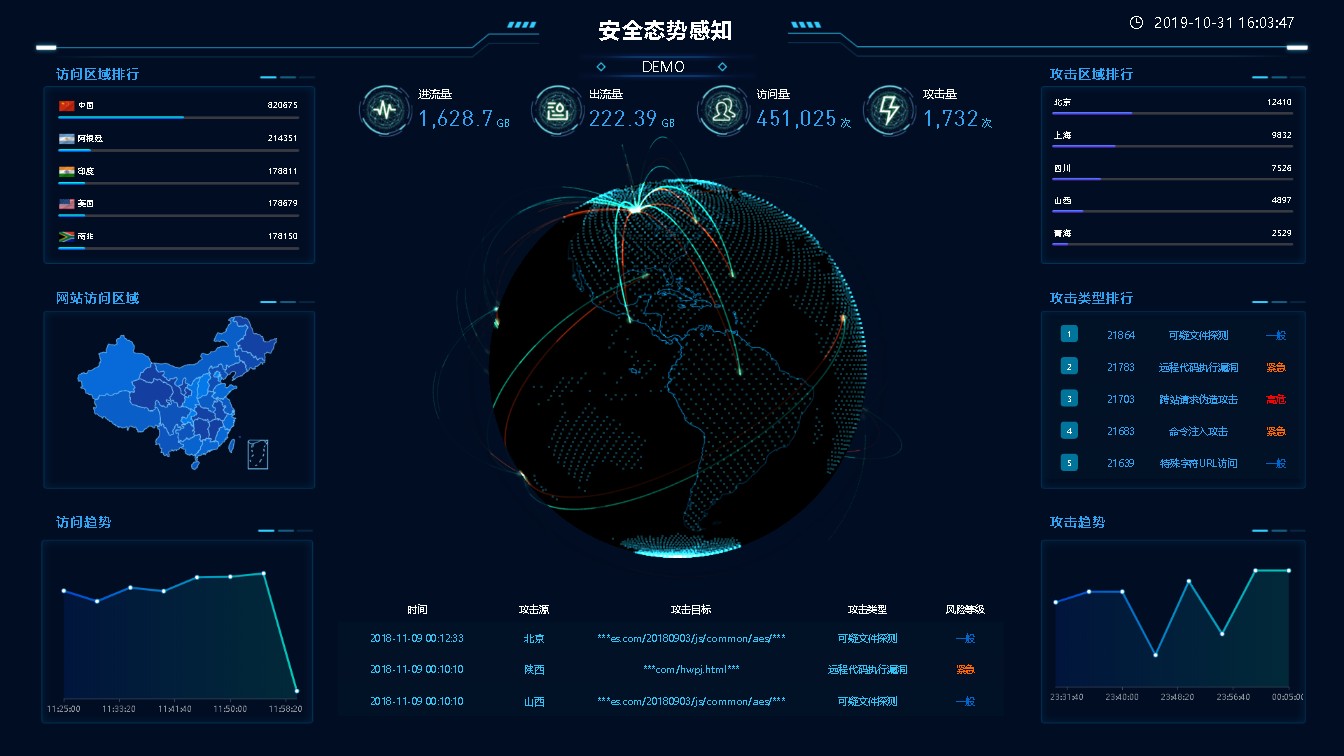 安全态势感知
2019-10-31 16:03:47
DEMO
访问区域排行
中国 820675
阿根廷 214351
印度 178811
美国 178679
南非 178150
网站访问区域
访问趋势
11:25:00 11:33:20 11:41:40 11:50:00 11:58:20
进流量
1,628.7 GB
出流量
222.39 GB
访问量
451,025 次
攻击量
1,732 次
时间 攻击源 攻击目标 攻击类型 风险等级
2018-11-09 00:12:33 北京 ***es.com/20180903/js/common/aes/*** 可疑文件探测 一般
2018-11-09 00:10:10 陕西 ***com/hwpj.html*** 远程代码执行漏洞 紧急
2018-11-09 00:10:10 山西 ***es.com/20180903/js/common/aes/*** 可疑文件探测 一般
攻击区域排行
北京 12410
上海 9832
四川 7526
山西 4897
青海 2529
攻击类型排行
1 21864 可疑文件探测 一般
2 21783 远程代码执行漏洞 紧急
3 21703 跨站请求伪造攻击 高危
4 21683 命令注入攻击 紧急
5 21639 特殊字符URL访问 一般
攻击趋势
23:31:40 23:40:00 23:48:20 23:56:40 00:05:00